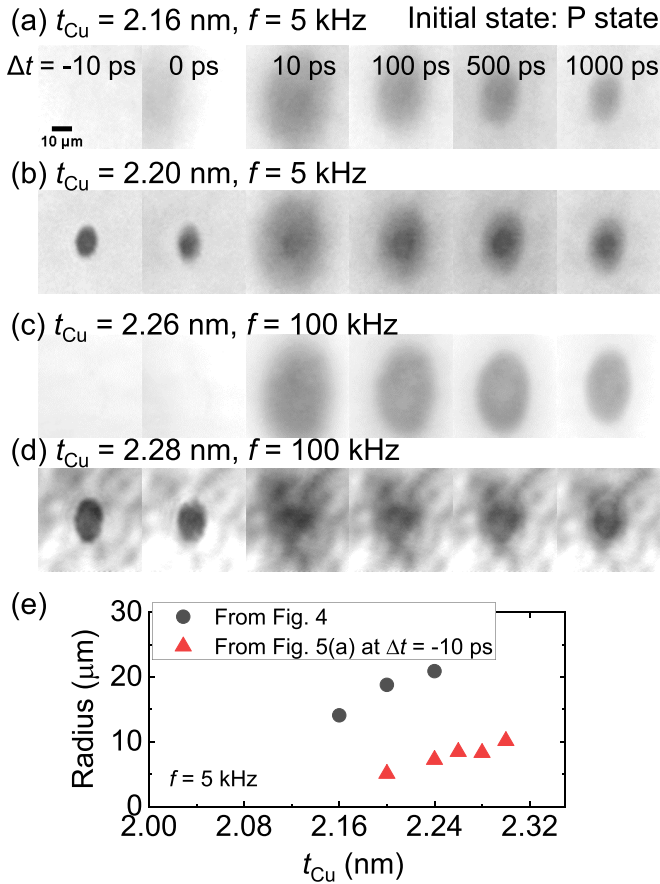 (a) tCu = 2.16 nm, f = 5 kHz Initial state: P state
Δt = -10 ps 0 ps 10 ps 100 ps 500 ps 1000 ps
10 μm
(b) tCu = 2.20 nm, f = 5 kHz
(c) tCu = 2.26 nm, f = 100 kHz
(d) tCu = 2.28 nm, f = 100 kHz
(e)
30
From Fig. 4
From Fig. 5(a) at Δt = -10 ps
20
10
0
Radius (μm)
f = 5 kHz
2.00 2.08 2.16 2.24 2.32
tCu (nm)